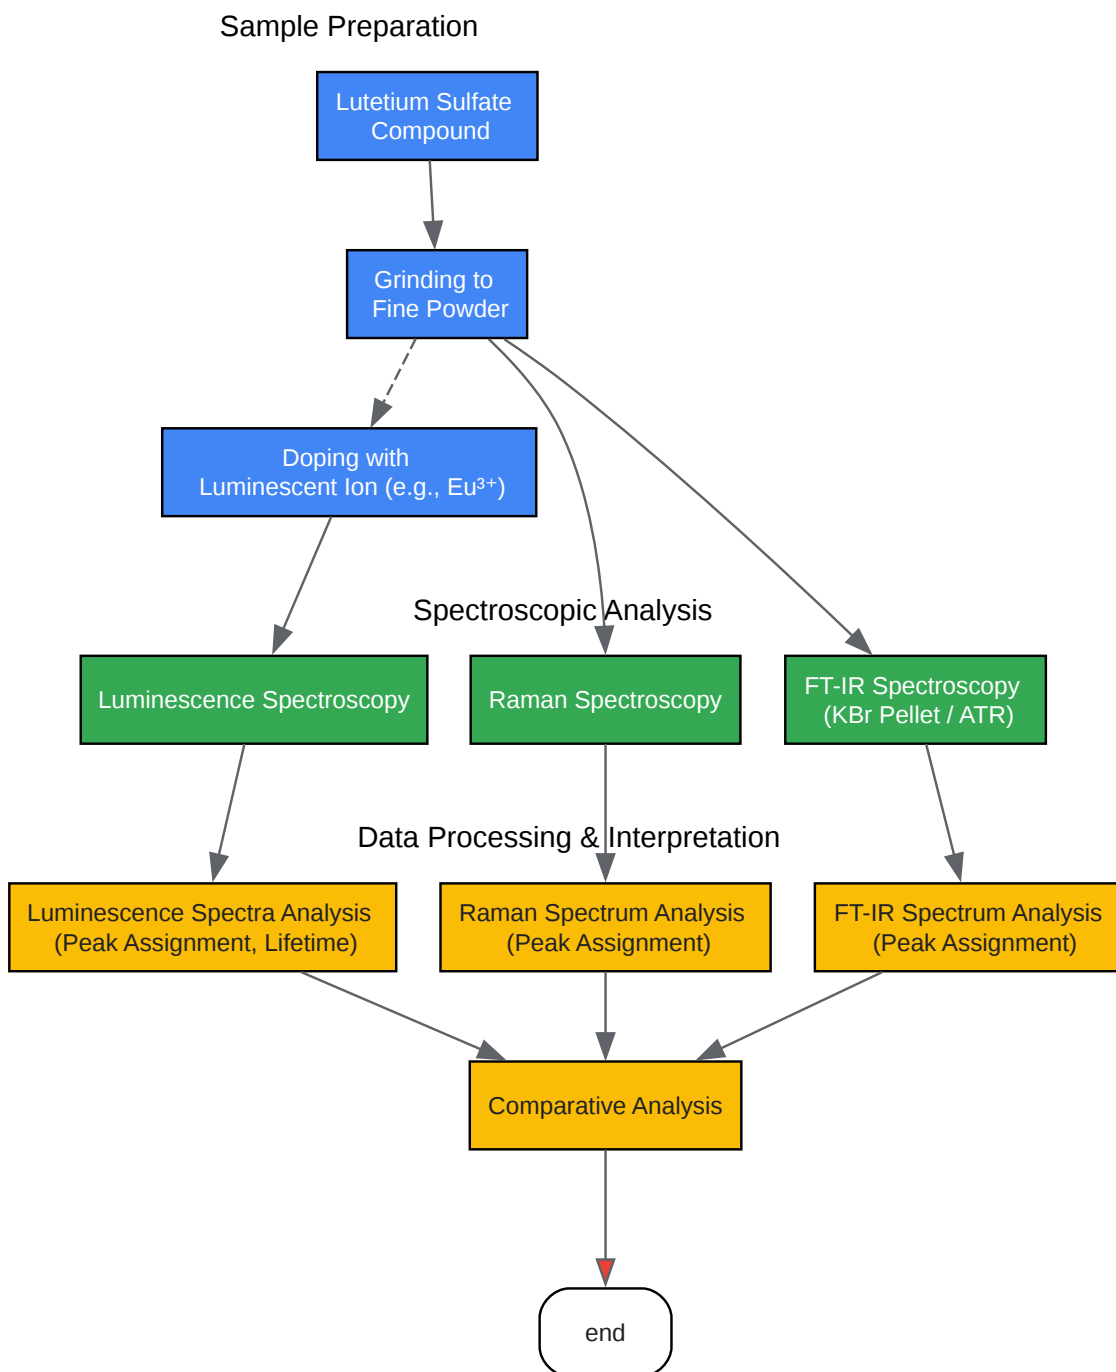 Sample Preparation
Lutetium Sulfate
Compound
Grinding to
Fine Powder
Doping with
Luminescent Ion (e.g., Eu³⁺)
Spectroscopic Analysis
Luminescence Spectroscopy
Raman Spectroscopy
FT-IR Spectroscopy
(KBr Pellet / ATR)
Data Processing & Interpretation
Luminescence Spectra Analysis
(Peak Assignment, Lifetime)
Raman Spectrum Analysis
(Peak Assignment)
FT-IR Spectrum Analysis
(Peak Assignment)
Comparative Analysis
end